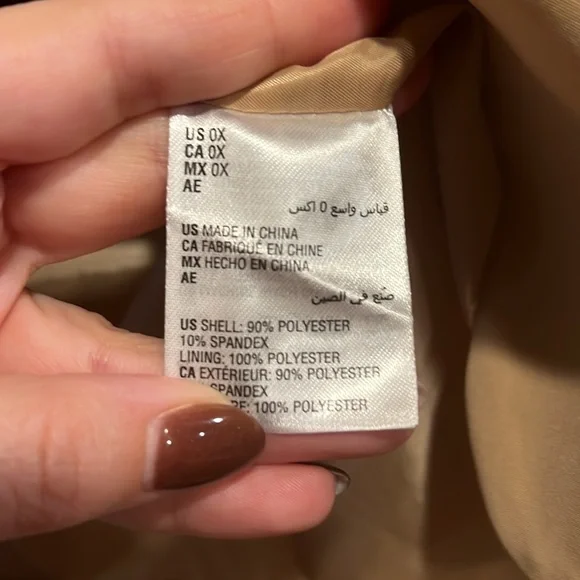 US 0X
CA 0X
MX 0X
AE
قياس واسع 0 اكس
US MADE IN CHINA
CA FABRIQUÉ EN CHINE
MX HECHO EN CHINA
AE
صنع في الصين
US SHELL: 90% POLYESTER
10% SPANDEX
LINING: 100% POLYESTER
CA EXTÉRIEUR: 90% POLYESTER
SPANDEX
: 100% POLYESTER